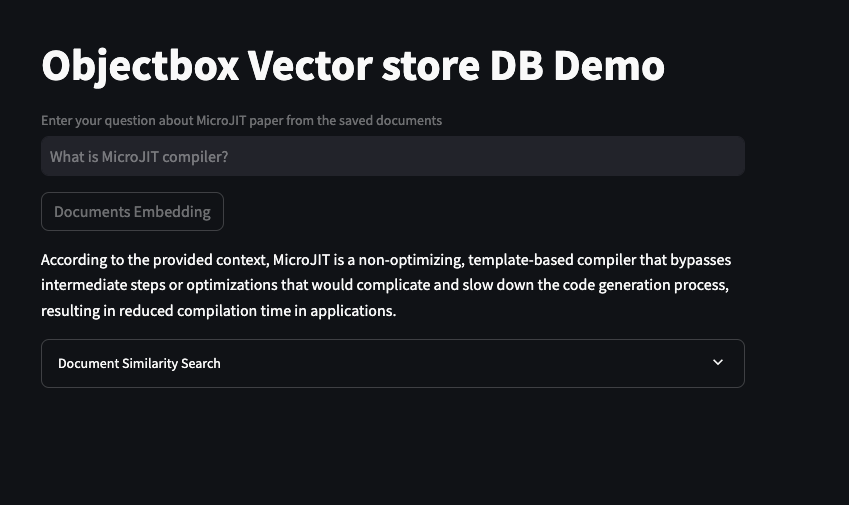 Objectbox Vector store DB Demo
Enter your question about MicroJIT paper from the saved documents
What is MicroJIT compiler?
Documents Embedding
According to the provided context, MicroJIT is a non-optimizing, template-based compiler that bypasses
intermediate steps or optimizations that would complicate and slow down the code generation process,
resulting in reduced compilation time in applications.
Document Similarity Search